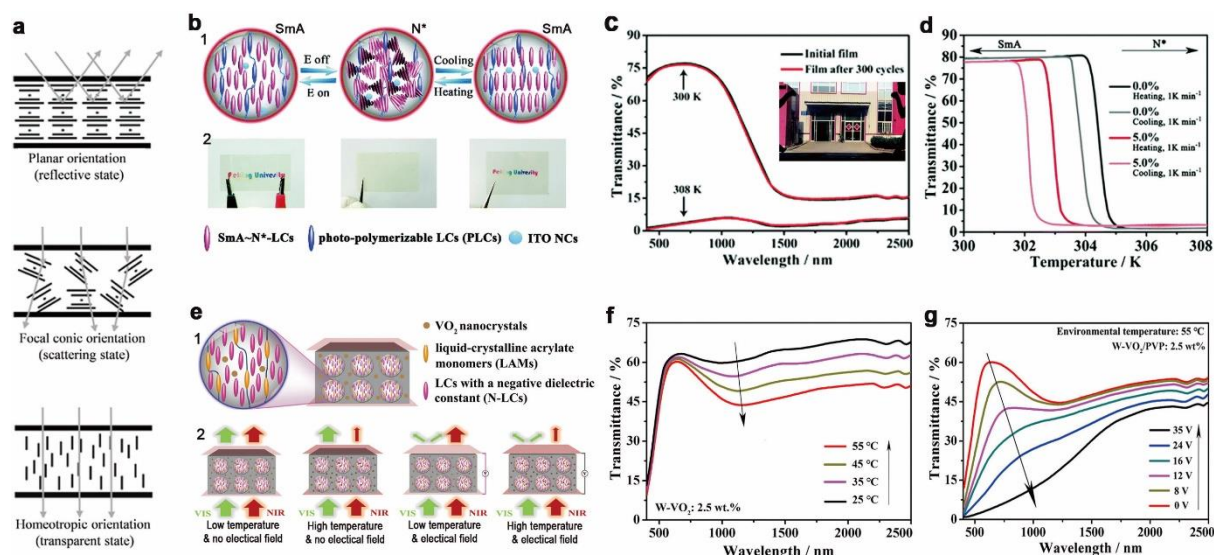 a
Planar orientation
(reflective state)
Focal conic orientation
(scattering state)
Homeotropic orientation
(transparent state)
b
1
SmA
N*
SmA
E off
E on
Cooling
Heating
2
University
SmA~N*-LCs
photo-polymerizable LCs (PLCs)
ITO NCs
c
Transmittance / %
90
75
60
45
30
15
0
Initial film
Film after 300 cycles
300 K
308 K
500
1000
1500
2000
2500
Wavelength / nm
d
Transmittance / %
100
90
80
70
60
50
40
30
20
10
0
SmA
N*
0.0%
Heating, 1K min-1
0.0%
Cooling, 1K min-1
5.0%
Heating, 1K min-1
5.0%
Cooling, 1K min-1
300
302
304
306
308
Temperature / K
e
1
VO2 nanocrystals
liquid-crystalline acrylate
monomers (LAMs)
LCs with a negative dielectric
constant (N-LCs)
2
V
V
VIS NIR
VIS NIR
VIS NIR
VIS NIR
Low temperature
& no electical field
High temperature
& no electrical field
Low temperature
& electical field
High temperature
& electical field
f
Transmittance / %
75
60
45
30
15
0
55 °C
45 °C
35 °C
25 °C
W-VO2: 2.5 wt.%
500
1000
1500
2000
2500
Wavelength / nm
g
Transmittance / %
75
60
45
30
15
0
Environmental temperature: 55 °C
W-VO2/PVP: 2.5 wt%
35 V
24 V
16 V
12 V
8 V
0 V
500
1000
1500
2000
2500
Wavelength / nm